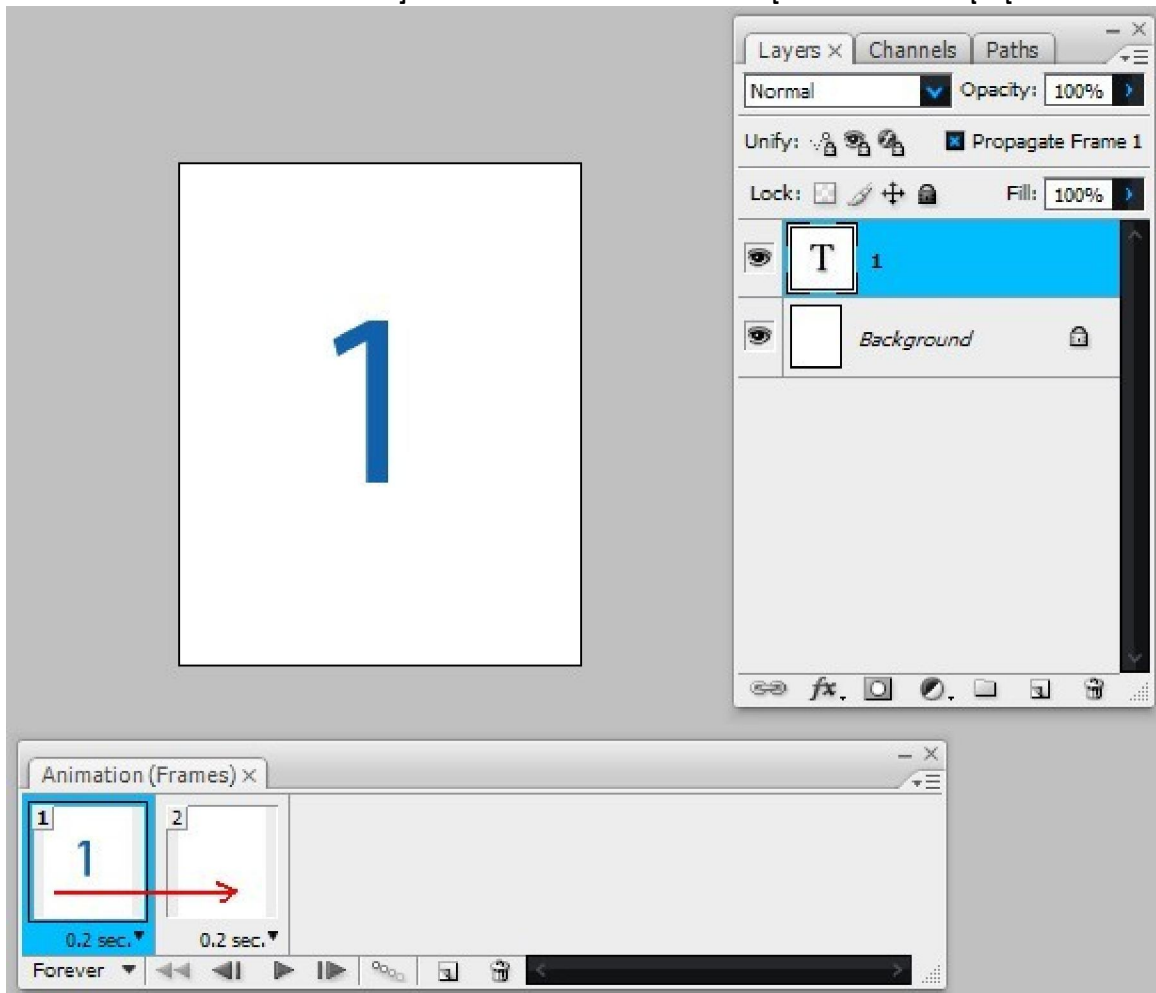 Layers × Channels Paths
Normal Opacity: 100%
Unify: Propagate Frame 1
Lock: Fill: 100%
T 1
Background
1
Animation (Frames) ×
1 2
1
0.2 sec. 0.2 sec.
Forever